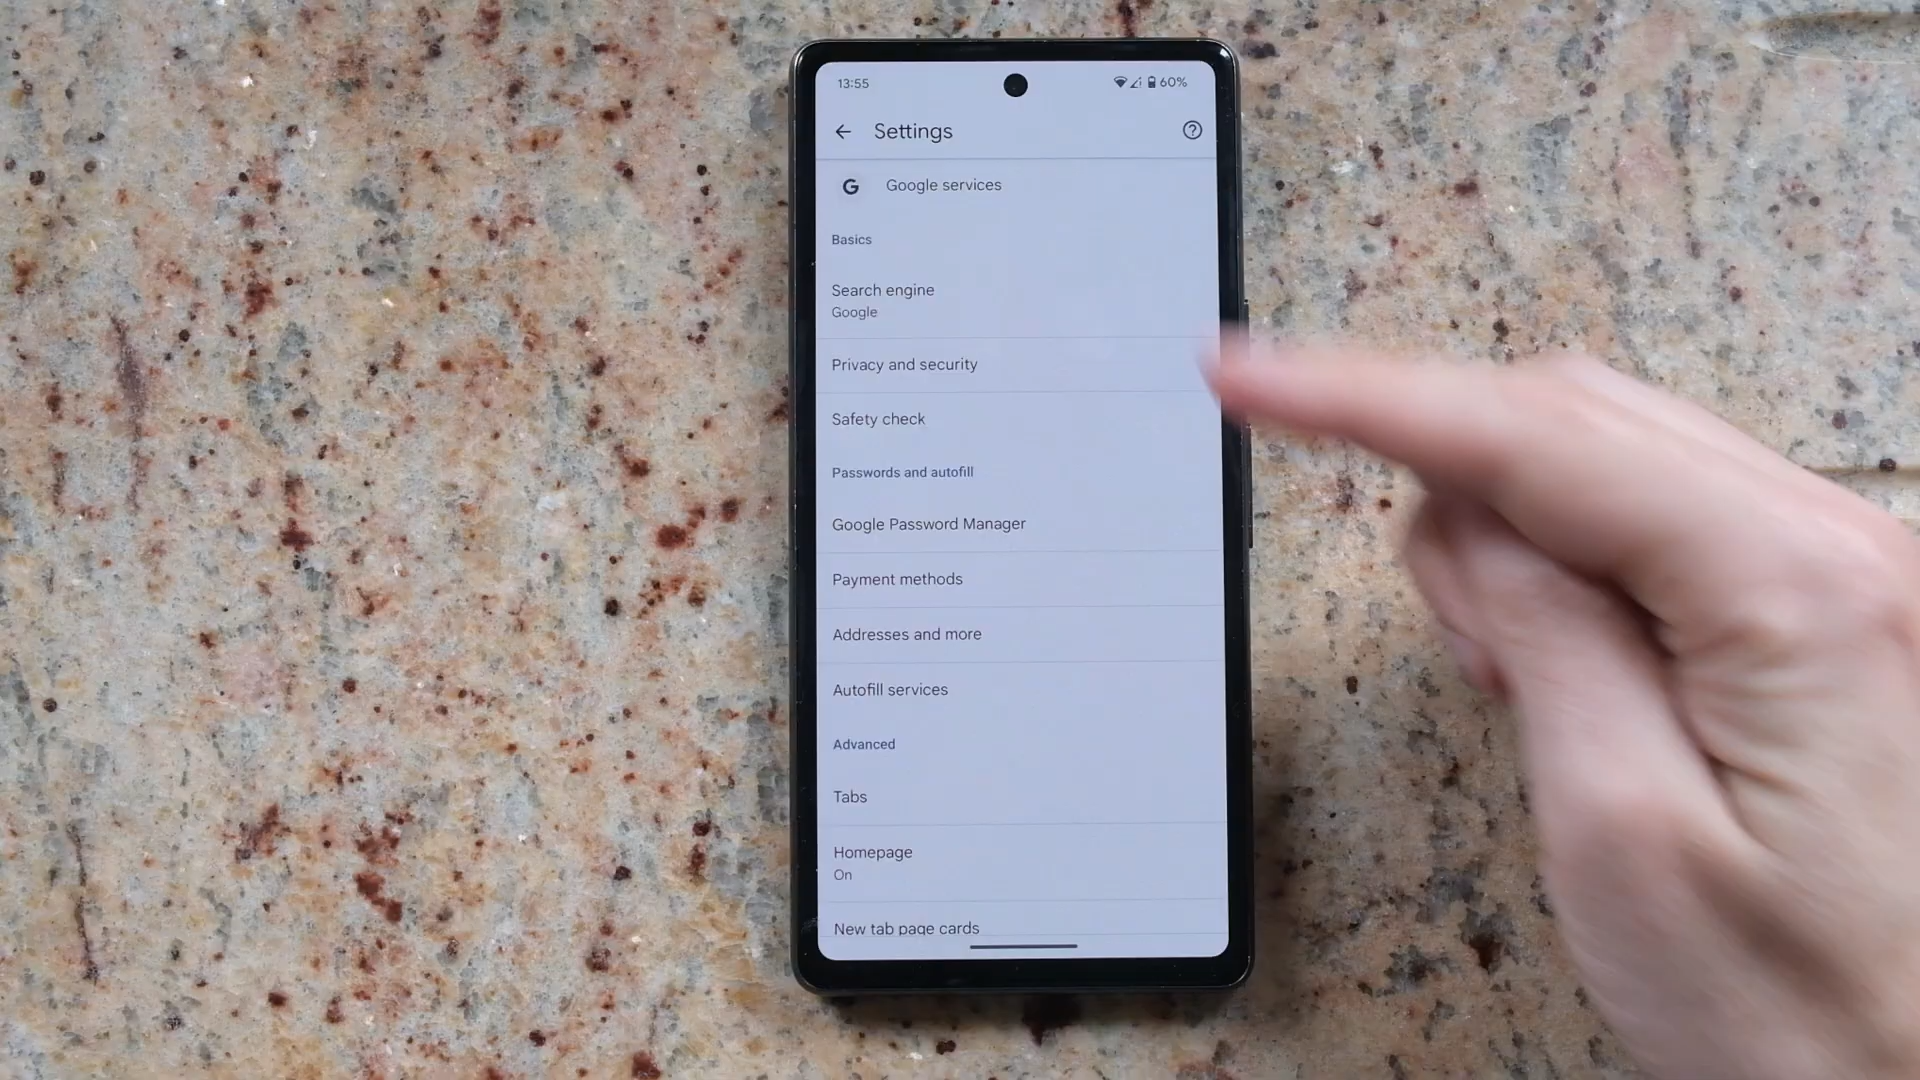 13:55
60%
Settings
G Google services
Basics
Search engine
Google
Privacy and security
Safety check
Passwords and autofill
Google Password Manager
Payment methods
Addresses and more
Autofill services
Advanced
Tabs
Homepage
On
New tab page cards